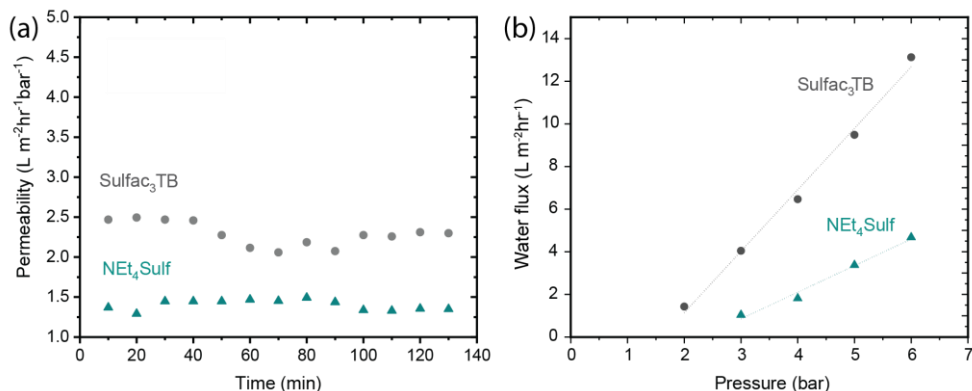 (a)
5.0
4.5
4.0
3.5
3.0
2.5
2.0
1.5
1.0
Permeability (L m⁻²hr⁻¹bar⁻¹)
Sulfac₃TB
NEt₄Sulf
0 20 40 60 80 100 120 140
Time (min)
(b)
14
12
10
8
6
4
2
0
Water flux (L m⁻²hr⁻¹)
Sulfac₃TB
NEt₄Sulf
0 1 2 3 4 5 6 7
Pressure (bar)